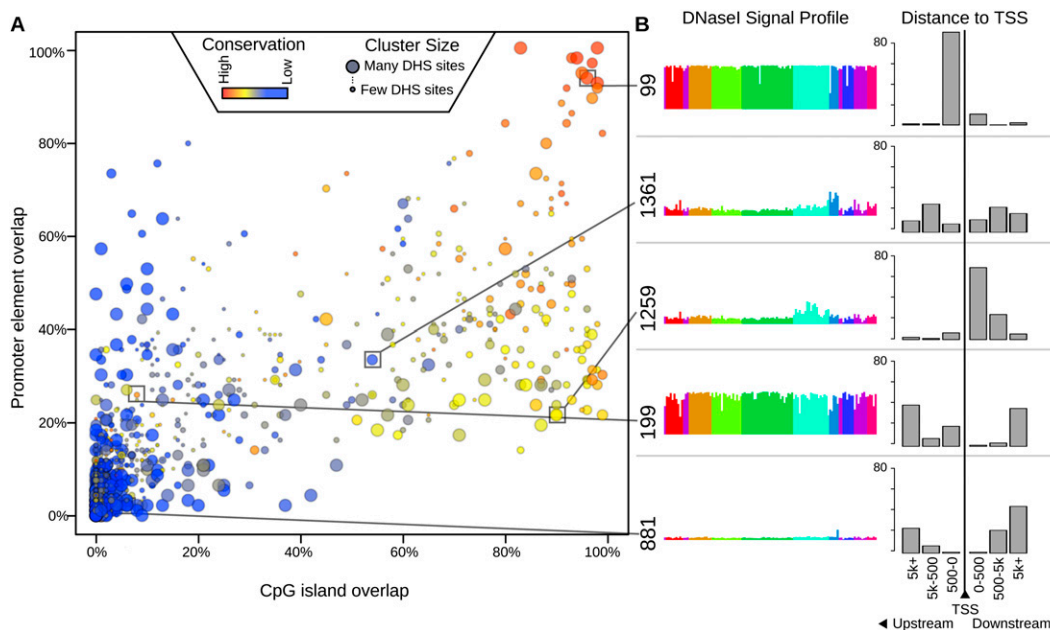 A
Conservation
High
Low
Cluster Size
Many DHS sites
Few DHS sites
Promoter element overlap
100%
80%
60%
40%
20%
0%
0%
20%
40%
60%
80%
100%
CpG island overlap
B
DNaseI Signal Profile
Distance to TSS
99
80
1361
80
1259
80
199
80
881
80
5k+
5k-500
500-0
0-500
500-5k
5k+
TSS
◀ Upstream
Downstream